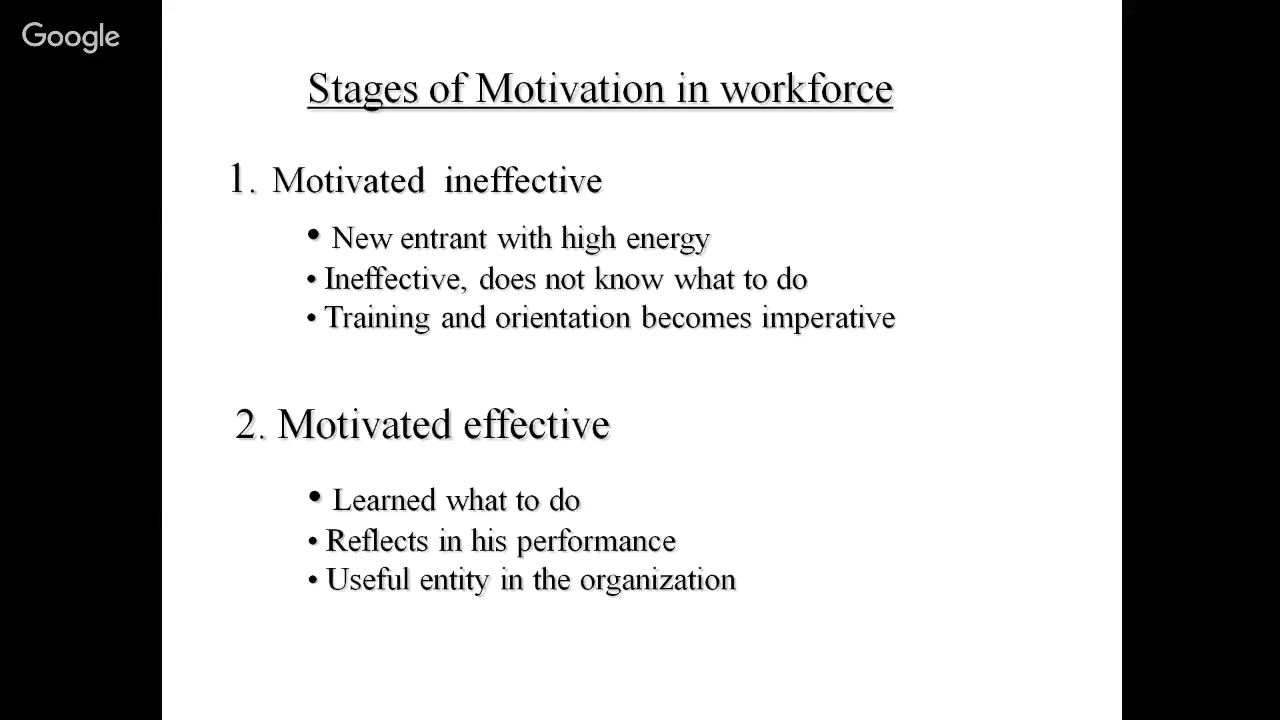 Google
Stages of Motivation in workforce
1. Motivated ineffective
• New entrant with high energy
• Ineffective, does not know what to do
• Training and orientation becomes imperative
2. Motivated effective
• Learned what to do
• Reflects in his performance
• Useful entity in the organization